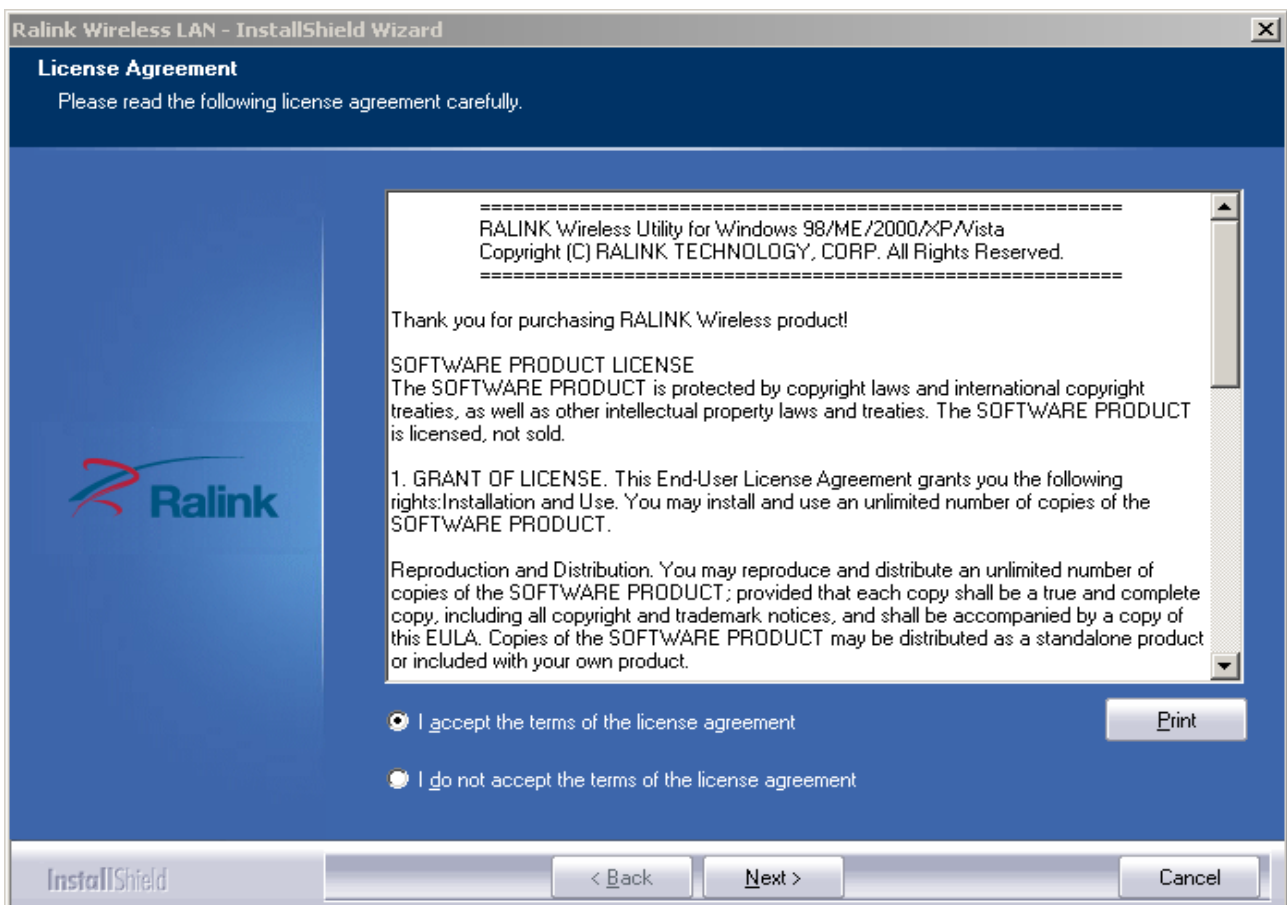 Ralink Wireless LAN - InstallShield Wizard
License Agreement
Please read the following license agreement carefully.
===========================================================
RALINK Wireless Utility for Windows 98/ME/2000/XP/Vista
Copyright (C) RALINK TECHNOLOGY, CORP. All Rights Reserved.
===========================================================
Thank you for purchasing RALINK Wireless product!
SOFTWARE PRODUCT LICENSE
The SOFTWARE PRODUCT is protected by copyright laws and international copyright
treaties, as well as other intellectual property laws and treaties. The SOFTWARE PRODUCT
is licensed, not sold.
1. GRANT OF LICENSE. This End-User License Agreement grants you the following
rights:Installation and Use. You may install and use an unlimited number of copies of the
SOFTWARE PRODUCT.
Reproduction and Distribution. You may reproduce and distribute an unlimited number of
copies of the SOFTWARE PRODUCT; provided that each copy shall be a true and complete
copy, including all copyright and trademark notices, and shall be accompanied by a copy of
this EULA. Copies of the SOFTWARE PRODUCT may be distributed as a standalone product
or included with your own product.
Ralink
I accept the terms of the license agreement
Print
I do not accept the terms of the license agreement
InstallShield
< Back
Next >
Cancel